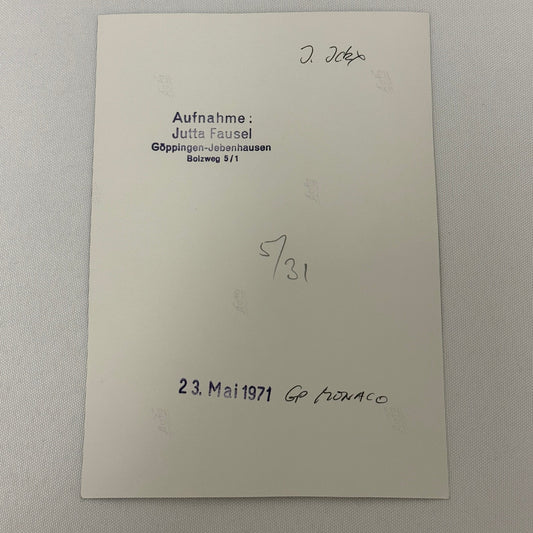 J. Ickx
Aufnahme:
Jutta Fausel
Göppingen-Jebenhausen
Bolzweg 5/1
5/31
23. Mai 1971 GP MONACO